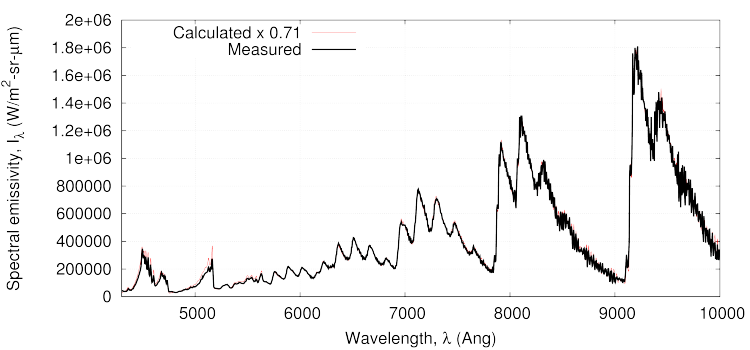 2e+06
1.8e+06
1.6e+06
1.4e+06
1.2e+06
1e+06
800000
600000
400000
200000
0
Spectral emissivity, Iλ (W/m²-sr-μm)
Calculated x 0.71
Measured
5000 6000 7000 8000 9000 10000
Wavelength, λ (Ang)